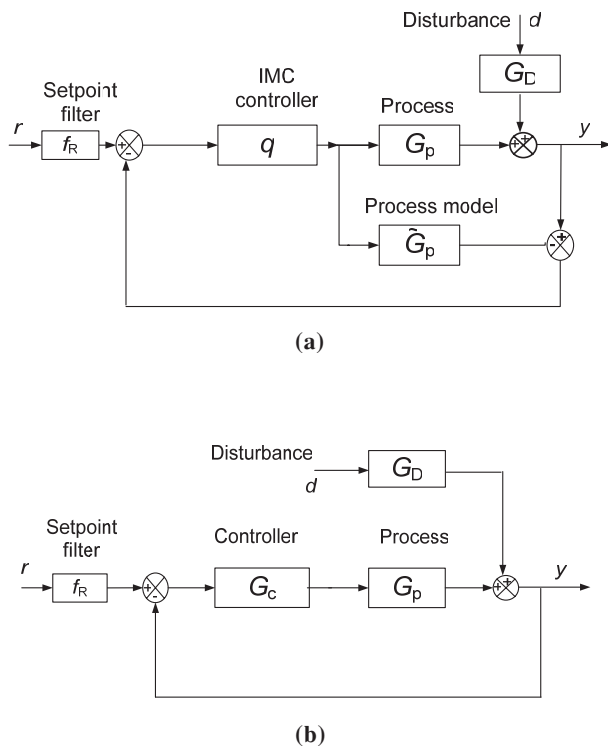 Disturbance d
G_D
IMC
controller
Setpoint
filter
Process
r
f_R
+
-
q
G_p
+
+
y
Process model
G̃_p
-
+
(a)
Disturbance
d
G_D
Setpoint
filter
Controller
Process
r
f_R
+
-
G_c
G_p
+
+
y
(b)